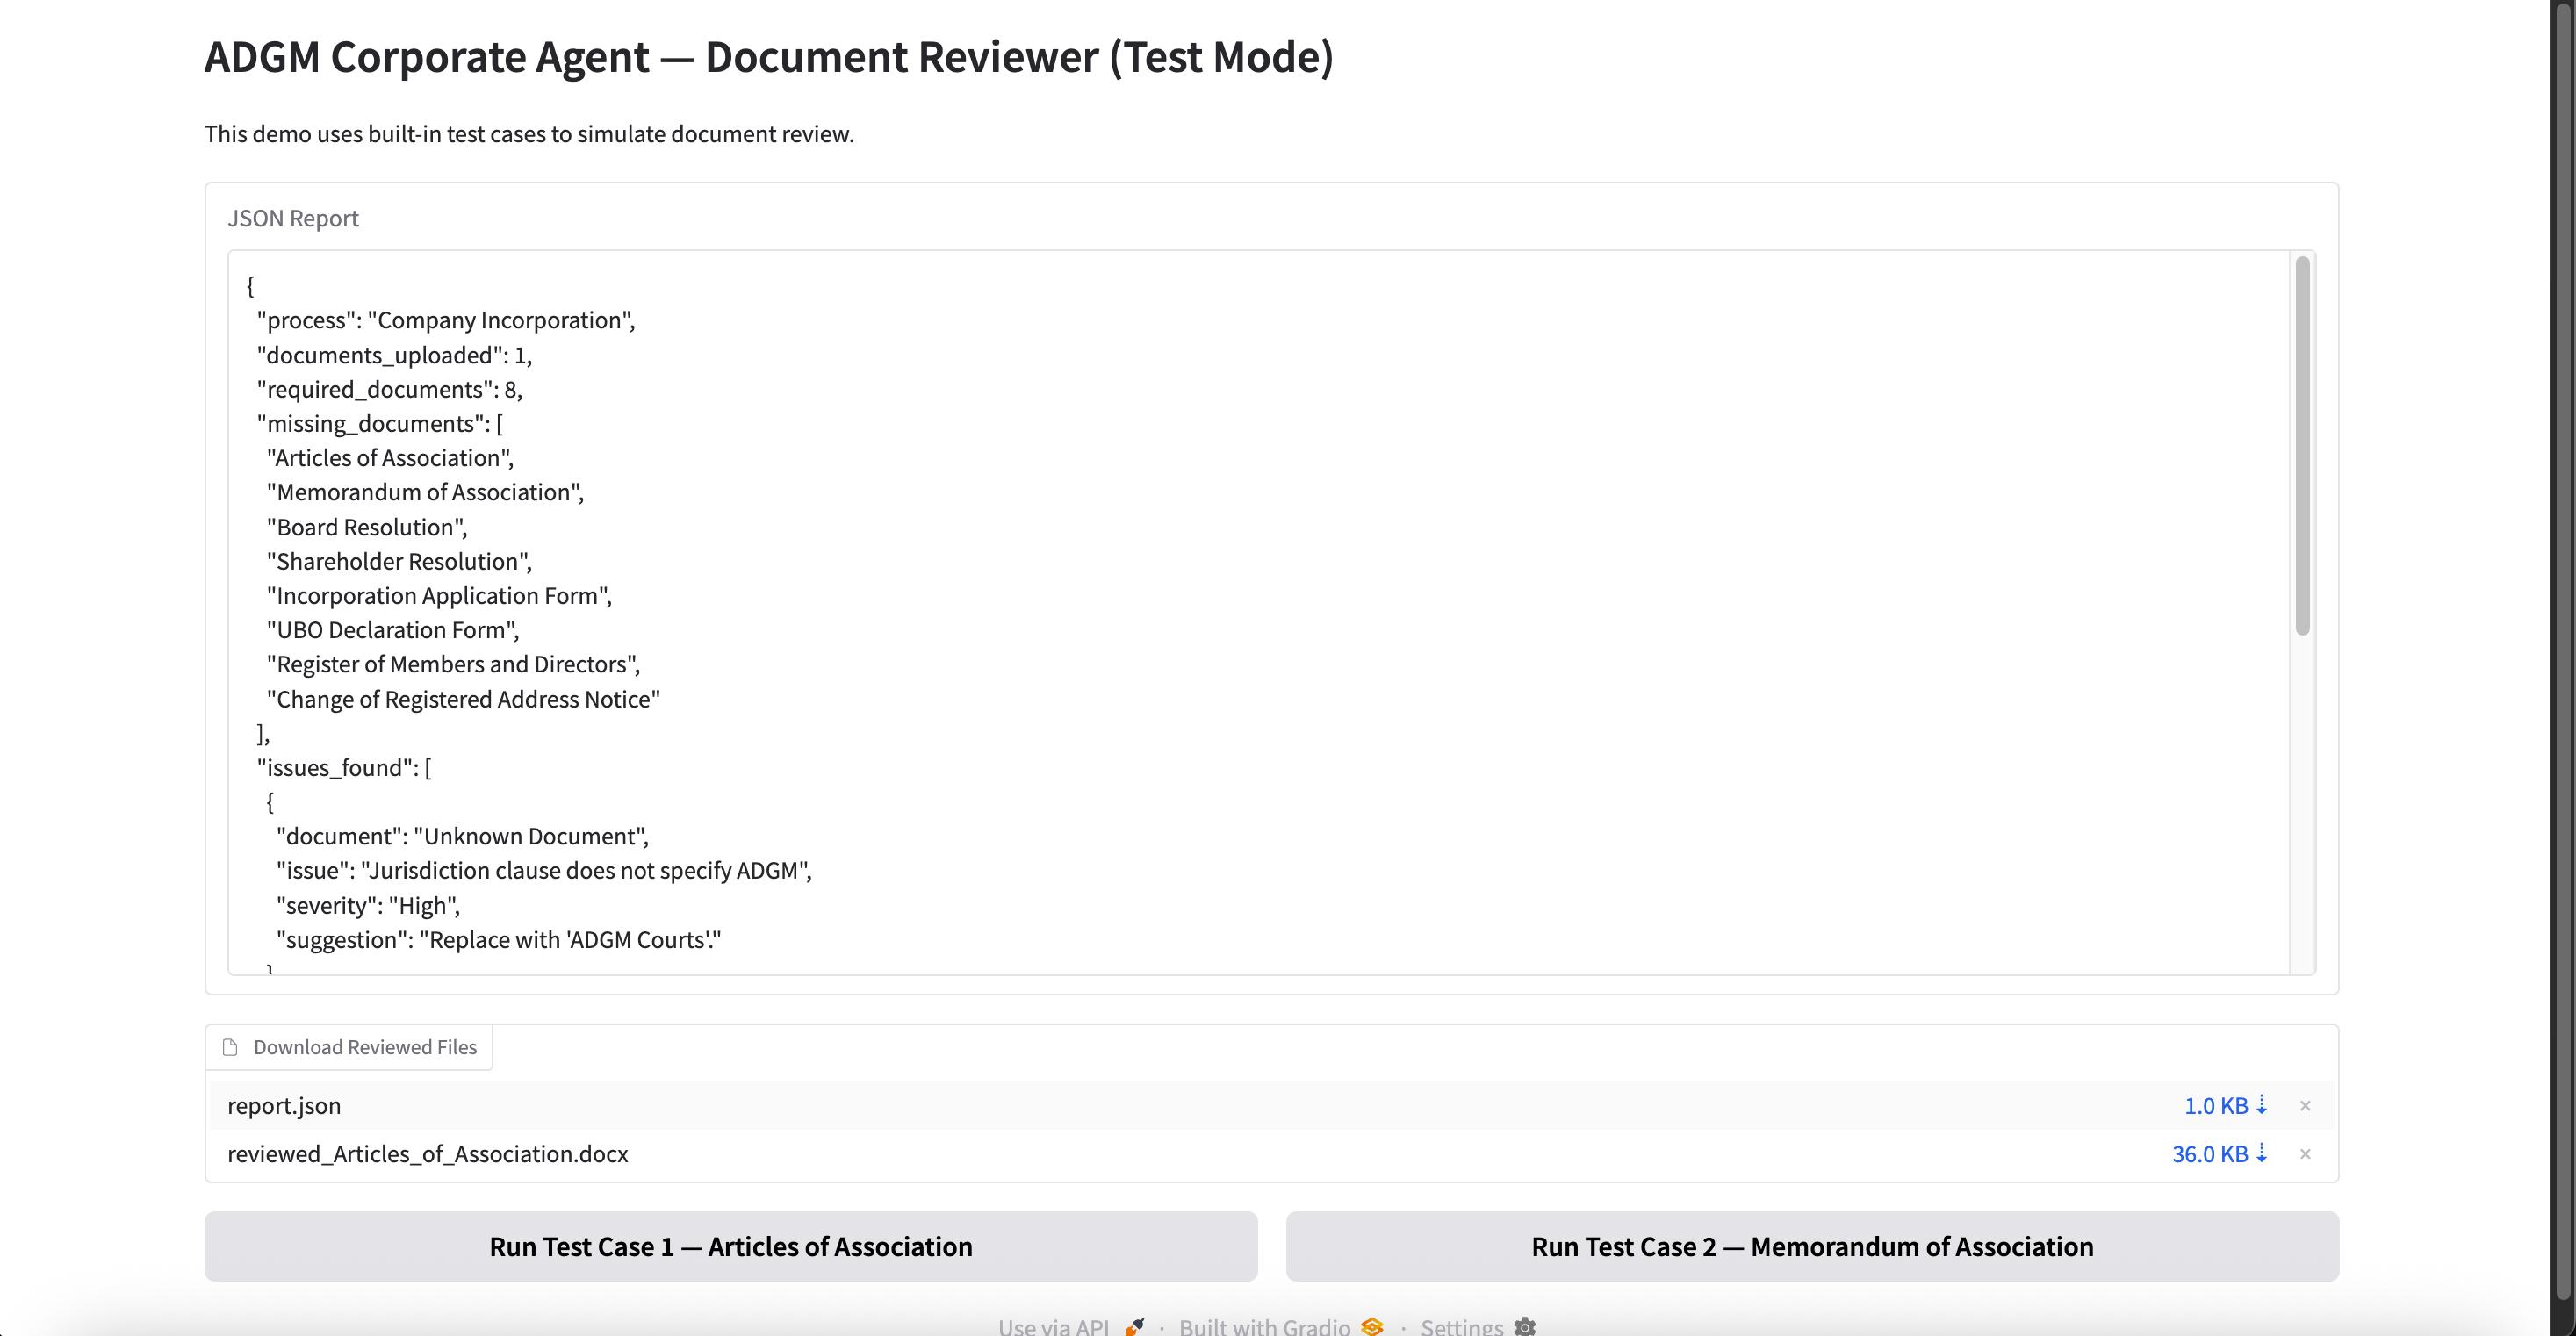 ADGM Corporate Agent — Document Reviewer (Test Mode)
This demo uses built-in test cases to simulate document review.
JSON Report
{
"process": "Company Incorporation",
"documents_uploaded": 1,
"required_documents": 8,
"missing_documents": [
"Articles of Association",
"Memorandum of Association",
"Board Resolution",
"Shareholder Resolution",
"Incorporation Application Form",
"UBO Declaration Form",
"Register of Members and Directors",
"Change of Registered Address Notice"
],
"issues_found": [
{
"document": "Unknown Document",
"issue": "Jurisdiction clause does not specify ADGM",
"severity": "High",
"suggestion": "Replace with 'ADGM Courts'."
Download Reviewed Files
report.json 1.0 KB ⇣ ×
reviewed_Articles_of_Association.docx 36.0 KB ⇣ ×
Run Test Case 1 — Articles of Association
Run Test Case 2 — Memorandum of Association
Use via API · Built with Gradio · Settings